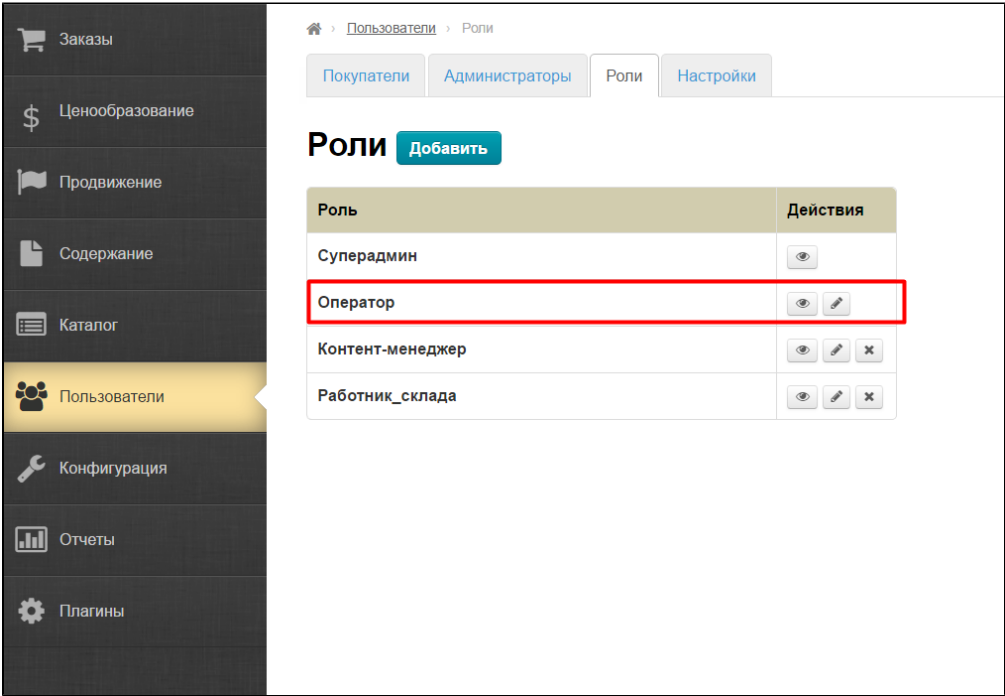 Заказы
Ценообразование
Продвижение
Содержание
Каталог
Пользователи
Конфигурация
Отчеты
Плагины
Пользователи › Роли
Покупатели Администраторы Роли Настройки
Роли Добавить
Роль Действия
Суперадмин
Оператор
Контент-менеджер
Работник_склада